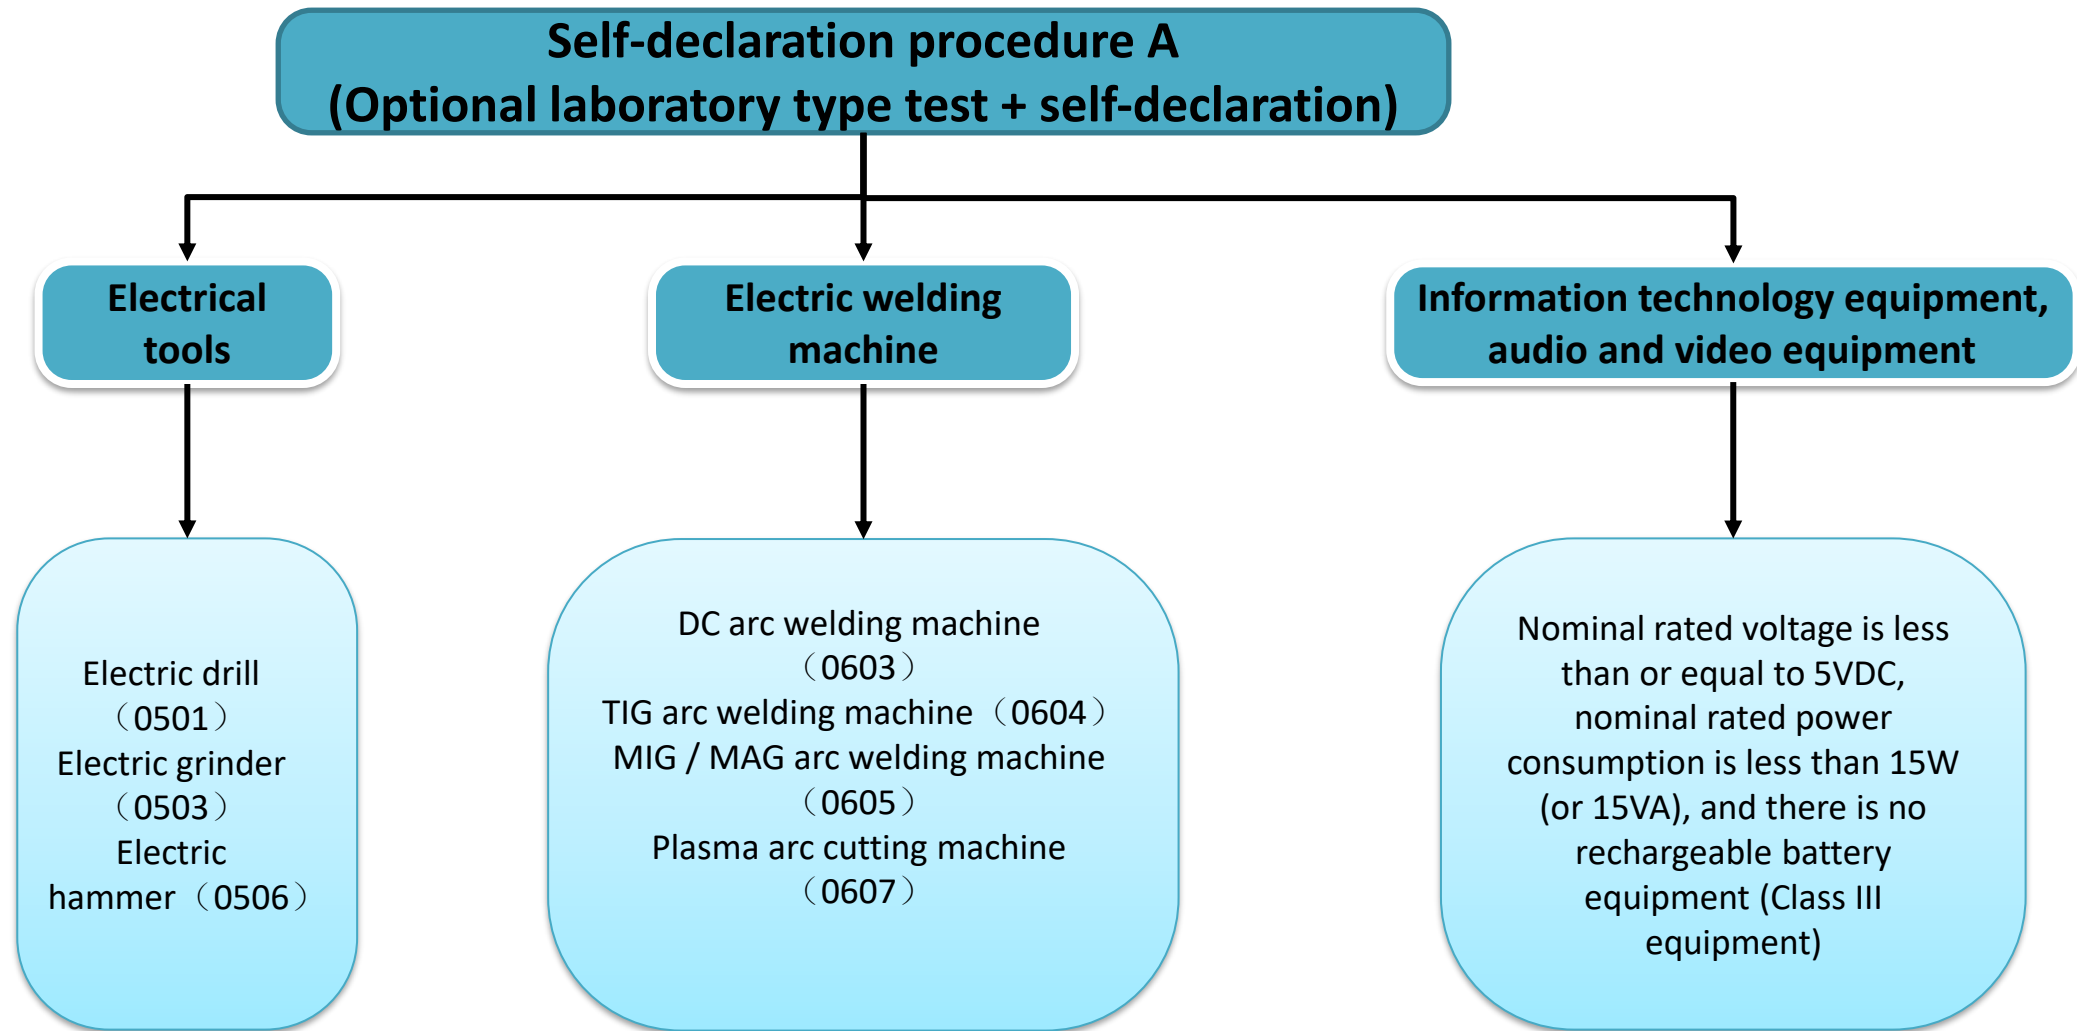 Self-declaration procedure A
(Optional laboratory type test + self-declaration)
Electrical
tools
Electric welding
machine
Information technology equipment,
audio and video equipment
Electric drill
（0501）
Electric grinder
（0503）
Electric
hammer（0506）
DC arc welding machine
（0603）
TIG arc welding machine（0604）
MIG / MAG arc welding machine
（0605）
Plasma arc cutting machine
（0607）
Nominal rated voltage is less
than or equal to 5VDC,
nominal rated power
consumption is less than 15W
(or 15VA), and there is no
rechargeable battery
equipment (Class III
equipment)